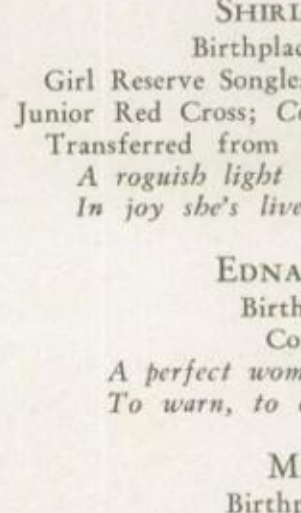 SHIRL
Birthplac
Girl Reserve Songle
Junior Red Cross; C
Transferred from
A roguish light
In joy she's live
EDNA
Birth
Co
A perfect wom
To warn, to
M
Birthp